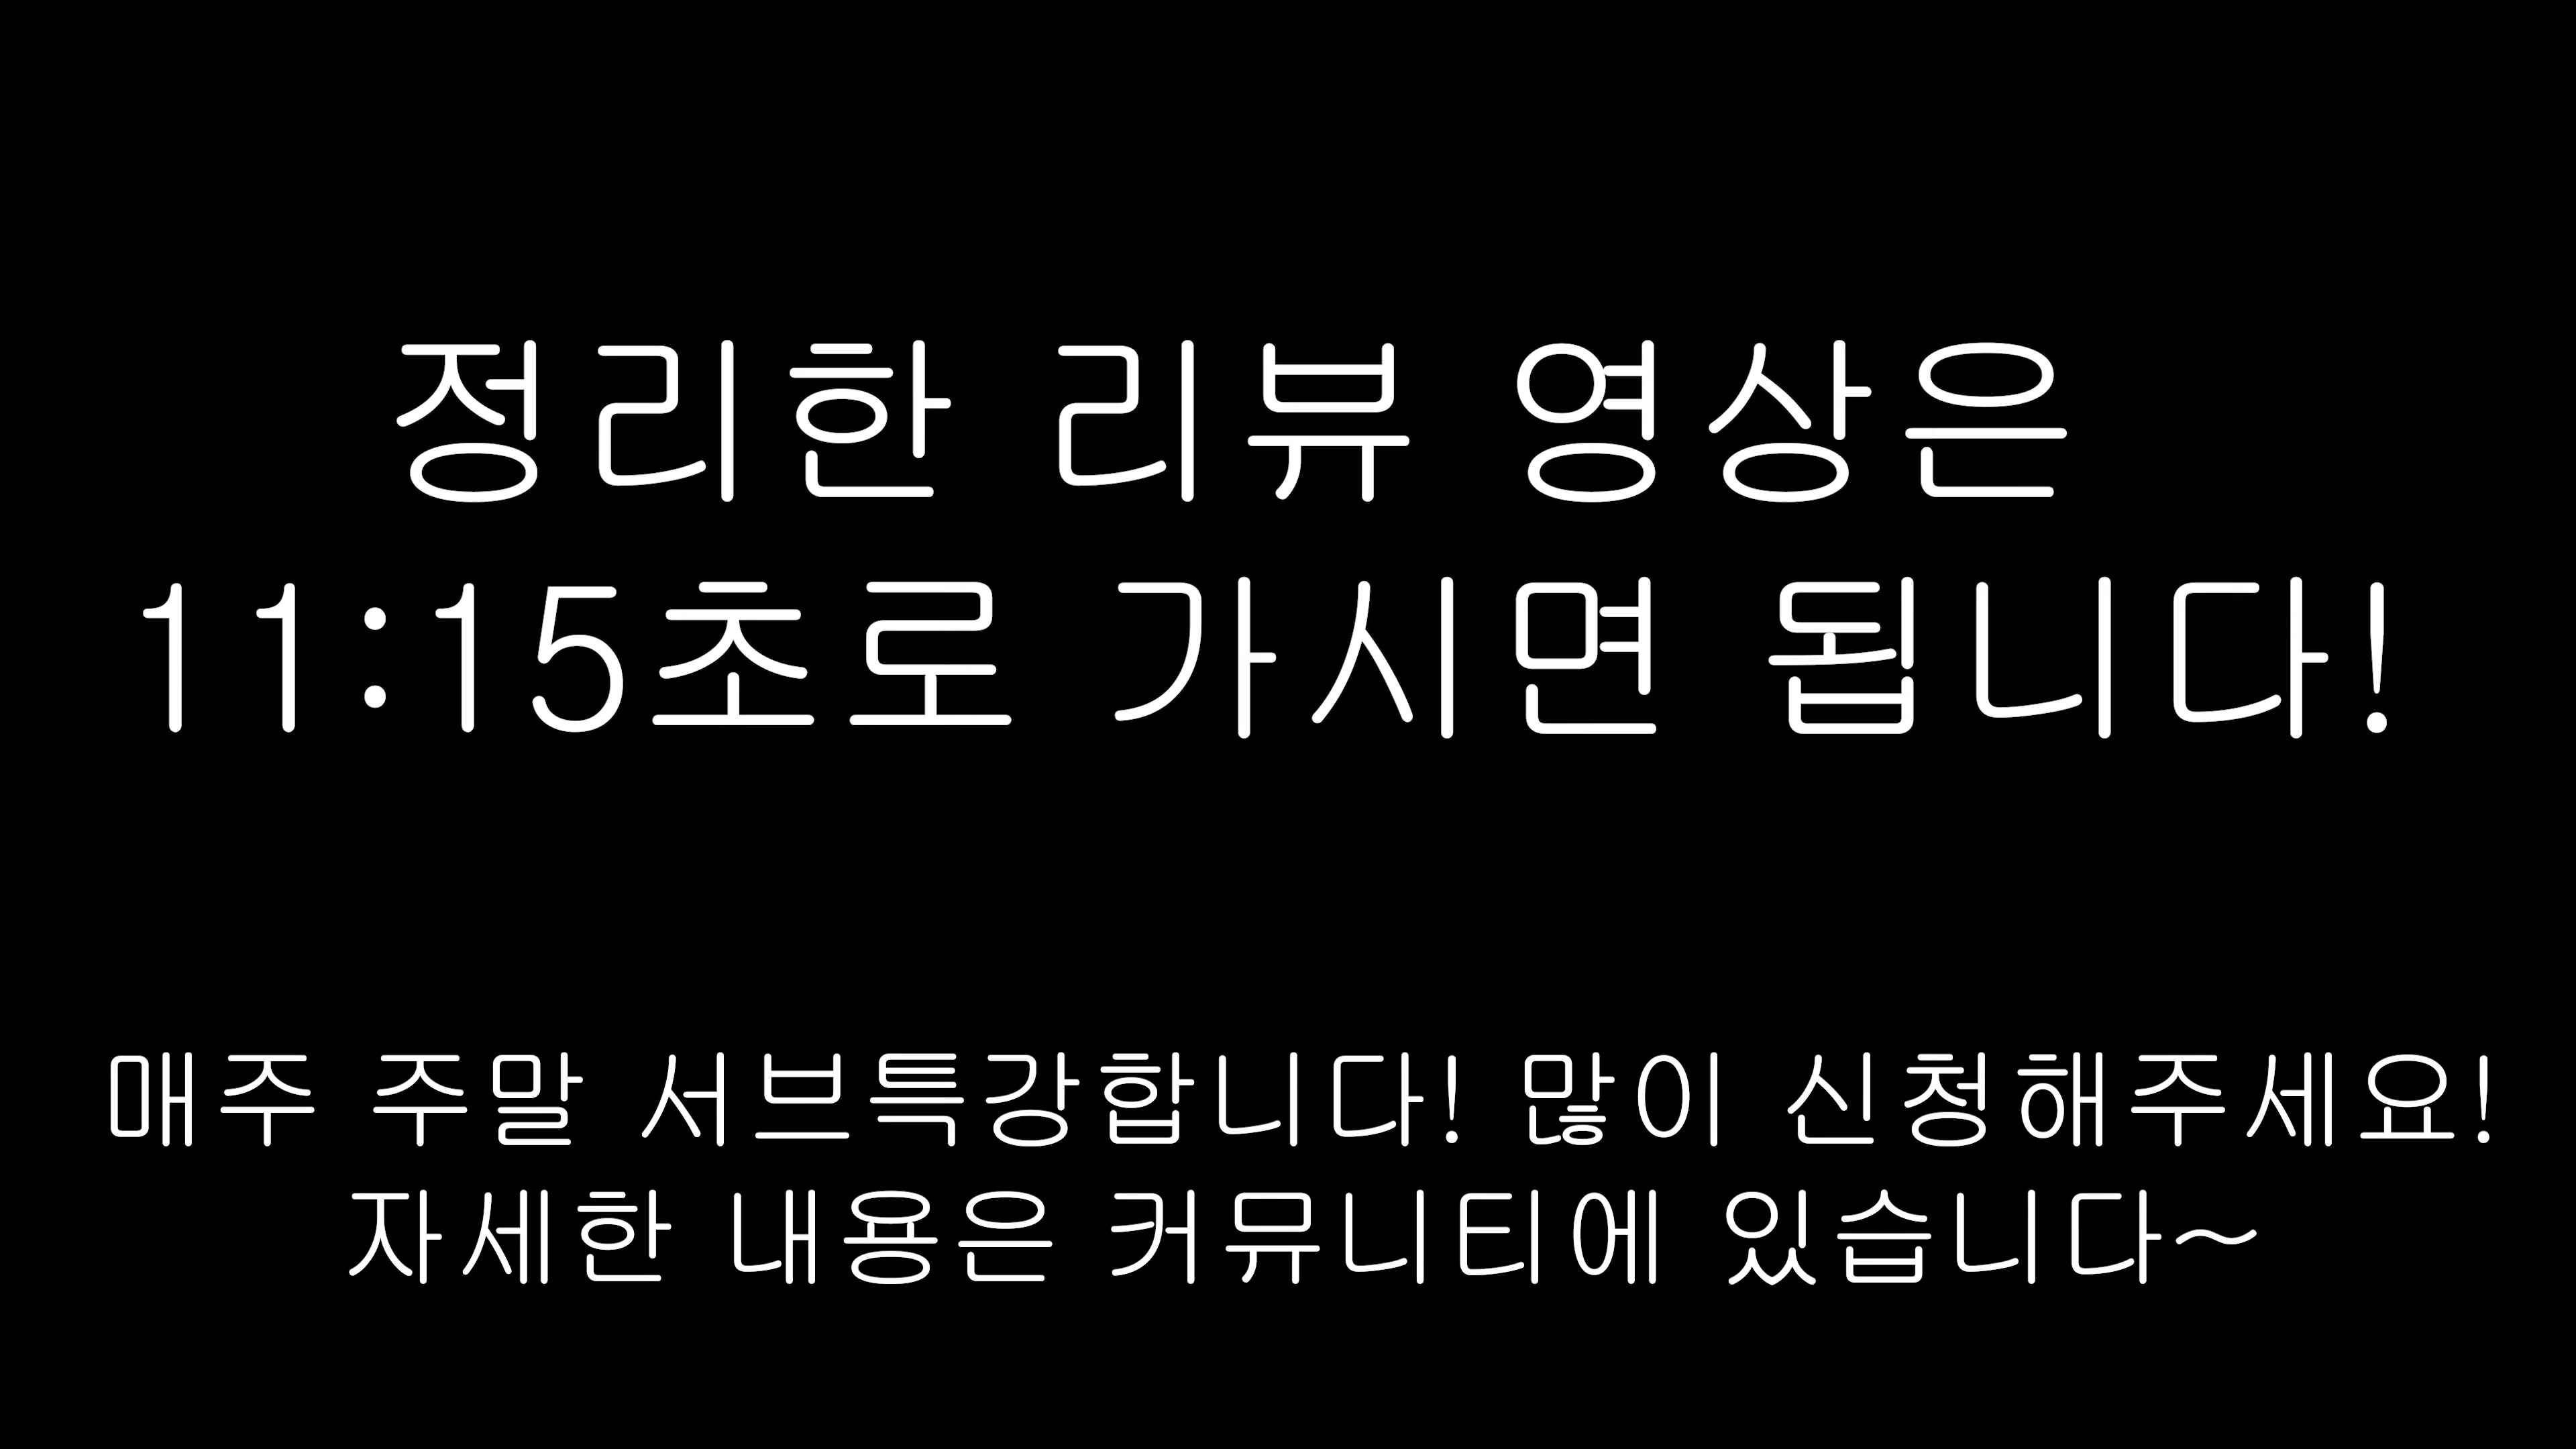 정리한 리뷰 영상은
11:15초로 가시면 됩니다!
매주 주말 서브특강합니다! 많이 신청해주세요!
자세한 내용은 커뮤니티에 있습니다~